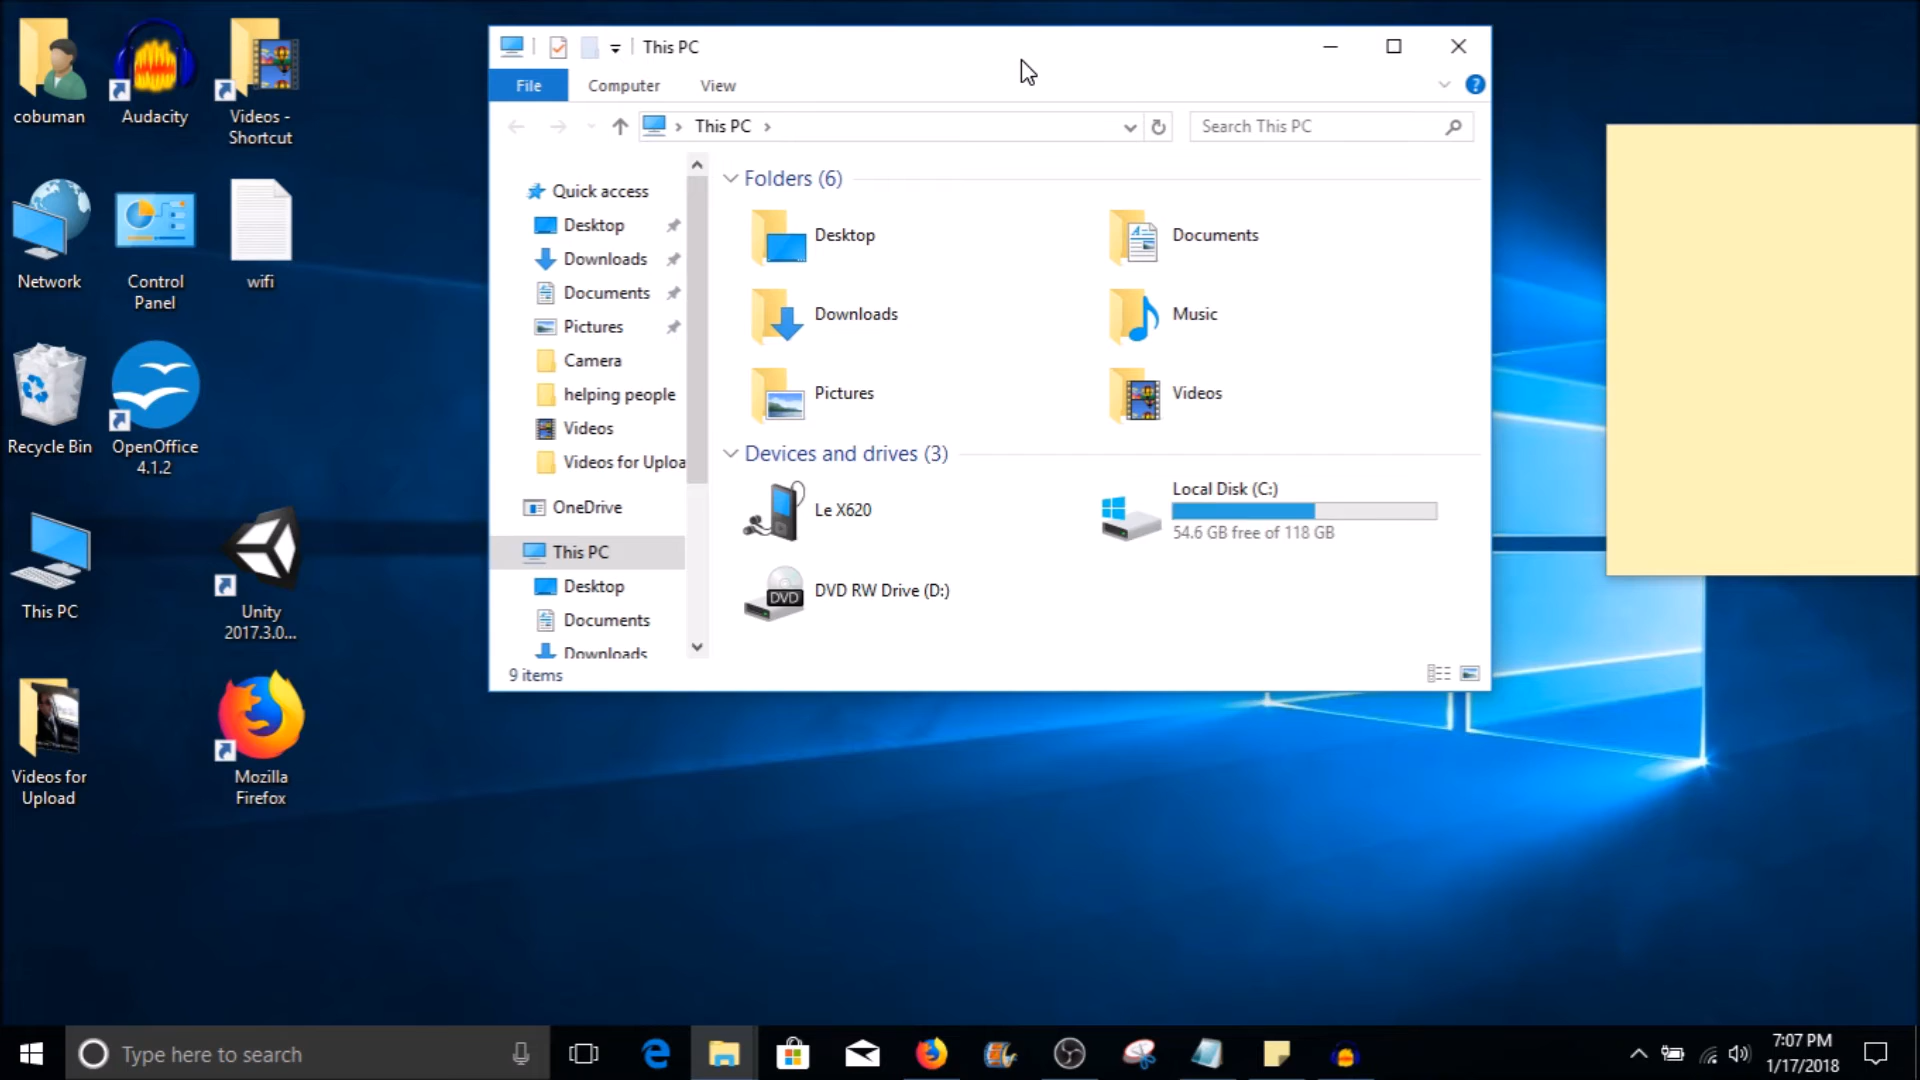 cobuman
Audacity
Videos -
Shortcut
Network
Control
Panel
wifi
Recycle Bin
OpenOffice
4.1.2
This PC
Unity
2017.3.0...
Videos for
Upload
Mozilla
Firefox
This PC
File
Computer
View
?
This PC
Search This PC
Quick access
Desktop
Downloads
Documents
Pictures
Camera
helping people
Videos
Videos for Uploa
OneDrive
This PC
Desktop
Documents
Downloads
Folders (6)
Desktop
Documents
Downloads
Music
Pictures
Videos
Devices and drives (3)
Le X620
Local Disk (C:)
54.6 GB free of 118 GB
DVD
DVD RW Drive (D:)
9 items
Type here to search
7:07 PM
1/17/2018